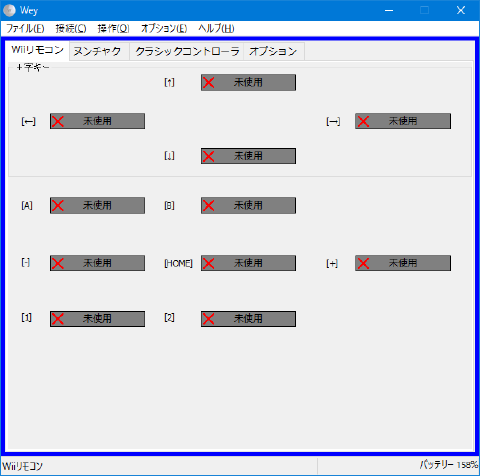 Wey
ファイル(F) 接続(C) 操作(O) オプション(E) ヘルプ(H)
Wiiリモコン ヌンチャク クラシックコントローラ オプション
十字キー
[↑] 未使用
[←] 未使用 [→] 未使用
[↓] 未使用
[A] 未使用 [B] 未使用
[-] 未使用 [HOME] 未使用 [+] 未使用
[1] 未使用 [2] 未使用
Wiiリモコン バッテリー 158%